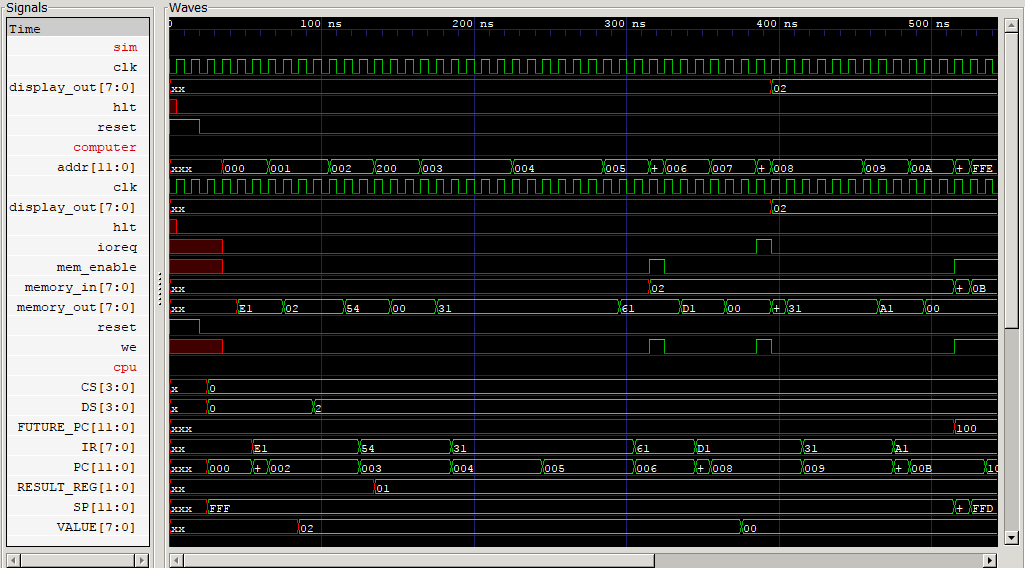 Signals Waves
Time 0 100 ns 200 ns 300 ns 400 ns 500 ns
sim
clk
display_out[7:0] xx 02
hlt
reset
computer
addr[11:0] xxx 000 001 002 200 003 004 005 + 006 007 + 008 009 00A + FFE
clk
display_out[7:0] xx 02
hlt
ioreq
mem_enable
memory_in[7:0] xx 02 + 0B
memory_out[7:0] xx E1 02 54 00 31 61 D1 00 + 31 A1 00
reset
we
cpu
CS[3:0] x 0
DS[3:0] x 0 2
FUTURE_PC[11:0] xxx 100
IR[7:0] xx E1 54 31 61 D1 31 A1
PC[11:0] xxx 000 + 002 003 004 005 006 + 008 009 + 00B 10
RESULT_REG[1:0] xx 01
SP[11:0] xxx FFF + FFD
VALUE[7:0] xx 02 00